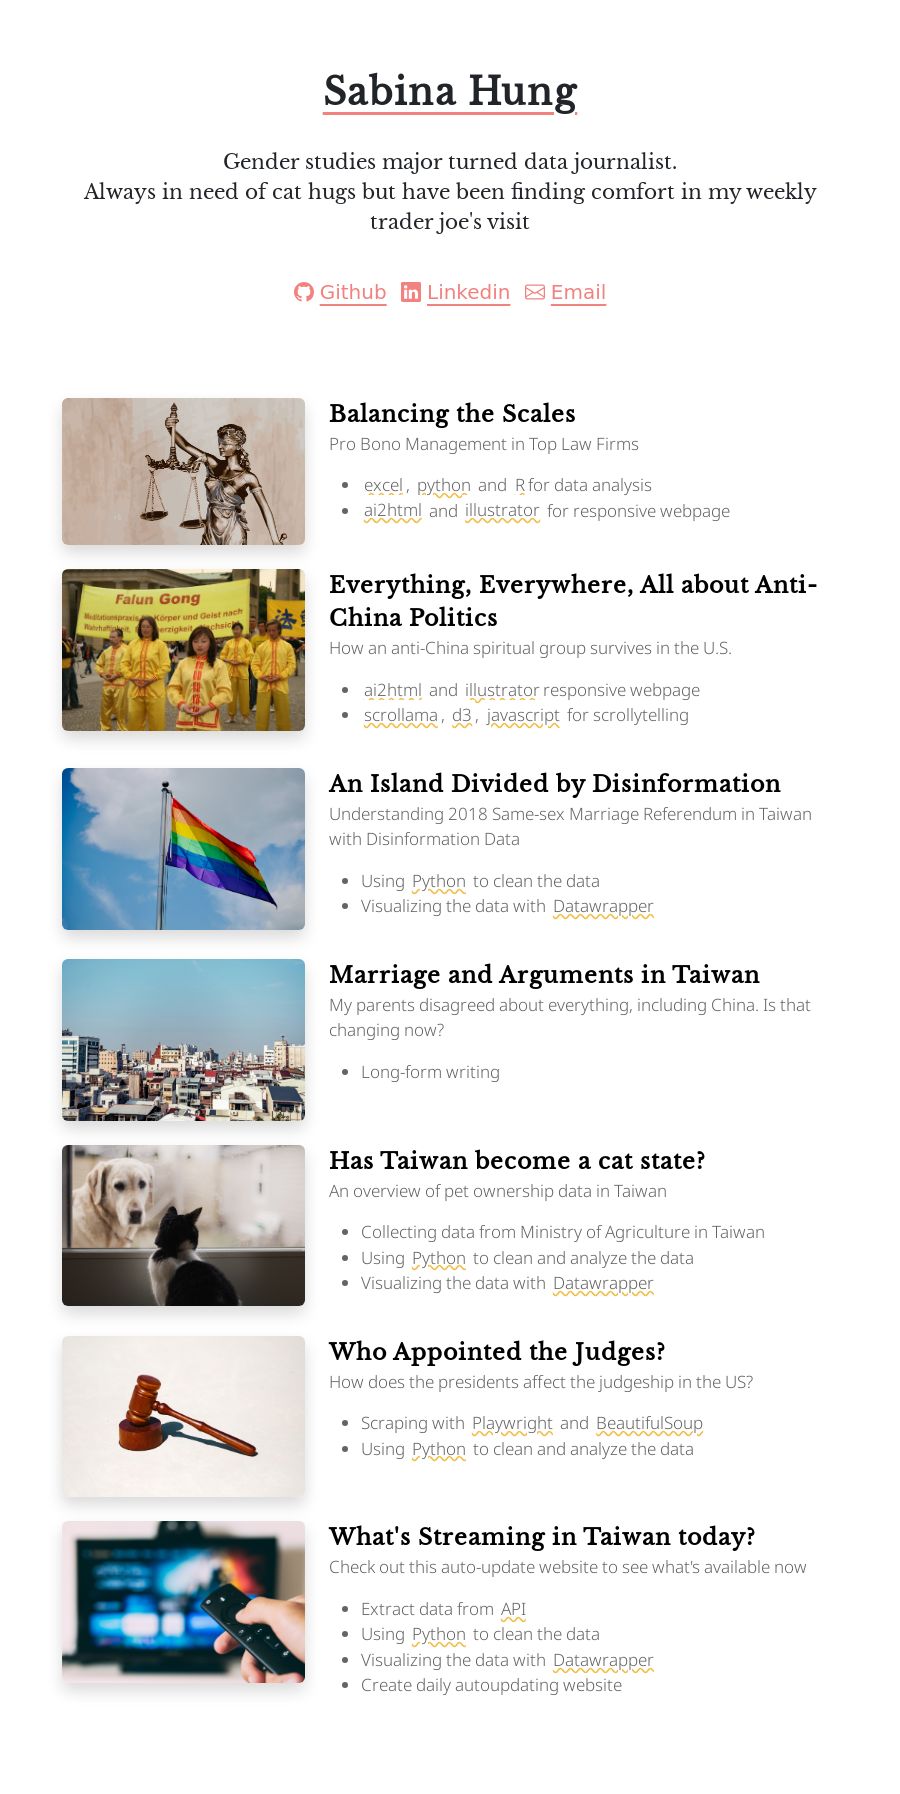 Sabina Hung
Gender studies major turned data journalist.
Always in need of cat hugs but have been finding comfort in my weekly
trader joe's visit
Github Linkedin Email
Balancing the Scales
Pro Bono Management in Top Law Firms
excel, python and R for data analysis
ai2html and illustrator for responsive webpage
Falun Gong
Meditationspraxis für Körper und Geist nach
Everything, Everywhere, All about Anti-
China Politics
How an anti-China spiritual group survives in the U.S.
ai2html and illustrator responsive webpage
scrollama, d3, javascript for scrollytelling
An Island Divided by Disinformation
Understanding 2018 Same-sex Marriage Referendum in Taiwan
with Disinformation Data
Using Python to clean the data
Visualizing the data with Datawrapper
Marriage and Arguments in Taiwan
My parents disagreed about everything, including China. Is that
changing now?
Long-form writing
Has Taiwan become a cat state?
An overview of pet ownership data in Taiwan
Collecting data from Ministry of Agriculture in Taiwan
Using Python to clean and analyze the data
Visualizing the data with Datawrapper
Who Appointed the Judges?
How does the presidents affect the judgeship in the US?
Scraping with Playwright and BeautifulSoup
Using Python to clean and analyze the data
What's Streaming in Taiwan today?
Check out this auto-update website to see what's available now
Extract data from API
Using Python to clean the data
Visualizing the data with Datawrapper
Create daily autoupdating website